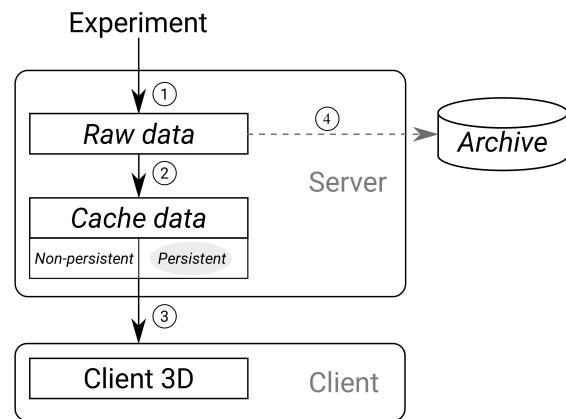 Experiment
①
Raw data
④
Archive
②
Server
Cache data
Non-persistent
Persistent
③
Client 3D
Client